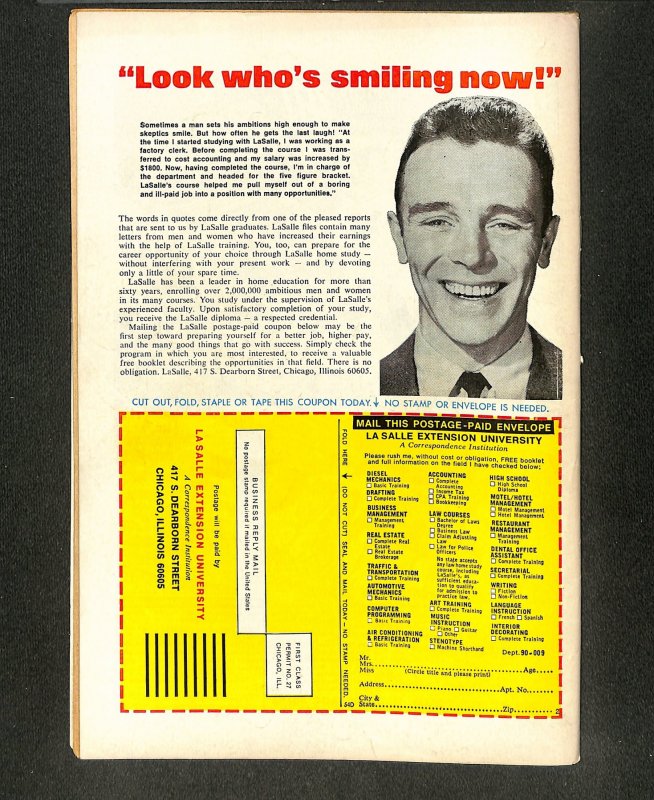 “Look who's smiling now!”
Sometimes a man sets his ambitions high enough to make
skeptics smile. But how often he gets the last laugh! "At
the time I started studying with LaSalle, I was working as a
factory clerk. Before completing the course I was trans-
ferred to cost accounting and my salary was increased by
$1800. Now, having completed the course, I'm in charge of
the department and headed for the five figure bracket.
LaSalle's course helped me pull myself out of a boring
and ill-paid job into a position with many opportunities."
The words in quotes come directly from one of the pleased reports
that are sent to us by LaSalle graduates. LaSalle files contain many
letters from men and women who have increased their earnings
with the help of LaSalle training. You, too, can prepare for the
career opportunity of your choice through LaSalle home study —
without interfering with your present work — and by devoting
only a little of your spare time.
LaSalle has been a leader in home education for more than
sixty years, enrolling over 2,000,000 ambitious men and women
in its many courses. You study under the supervision of LaSalle's
experienced faculty. Upon satisfactory completion of your study,
you receive the LaSalle diploma — a respected credential.
Mailing the LaSalle postage-paid coupon below may be the
first step toward preparing yourself for a better job, higher pay,
and the many good things that go with success. Simply check the
program in which you are most interested, to receive a valuable
free booklet describing the opportunities in that field. There is no
obligation. LaSalle, 417 S. Dearborn Street, Chicago, Illinois 60605.
CUT OUT, FOLD, STAPLE OR TAPE THIS COUPON TODAY. NO STAMP OR ENVELOPE IS NEEDED.
BUSINESS REPLY MAIL
No postage stamp required if mailed in the United States
FIRST CLASS
PERMIT NO. 27
CHICAGO, ILL.
Postage will be paid by
LA SALLE EXTENSION UNIVERSITY
A Correspondence Institution
417 S. DEARBORN STREET
CHICAGO, ILLINOIS 60605
FOLD HERE (DO NOT CUT) SEAL AND MAIL TODAY — NO STAMP NEEDED.
54D
MAIL THIS POSTAGE-PAID ENVELOPE
LA SALLE EXTENSION UNIVERSITY
A Correspondence Institution
Please rush me, without cost or obligation, FREE booklet
and full information on the field I have checked below:
DIESEL
MECHANICS
Basic Training
DRAFTING
Complete Training
BUSINESS
MANAGEMENT
Management
Training
REAL ESTATE
Complete Real
Estate
Real Estate
Brokerage
TRAFFIC &
TRANSPORTATION
Complete Training
AUTOMOTIVE
MECHANICS
Basic Training
COMPUTER
PROGRAMMING
Basic Training
AIR CONDITIONING
& REFRIGERATION
Basic Training
ACCOUNTING
Complete
Accounting
Income Tax
CPA Training
Bookkeeping
LAW COURSES
Bachelor of Laws
Degree
Business Law
Claim Adjusting
Law
Law for Police
Officers
No state accepts
any law home study
course, including
LaSalle's, as
sufficient educa-
tion to qualify
for admission to
practice law.
ART TRAINING
Complete Training
MUSIC
INSTRUCTION
Piano Guitar
Other
STENOTYPE
Machine Shorthand
HIGH SCHOOL
High School
Diploma
MOTEL/HOTEL
MANAGEMENT
Motel Management
Hotel Management
RESTAURANT
MANAGEMENT
Management
Training
DENTAL OFFICE
ASSISTANT
Complete Training
SECRETARIAL
Complete Training
WRITING
Fiction
Non-Fiction
LANGUAGE
INSTRUCTION
French Spanish
INTERIOR
DECORATING
Complete Training
Dept. 90-009
Mr.
Mrs. Age
Miss (Circle title and please print)
Address Apt. No.
City &
State Zip
2